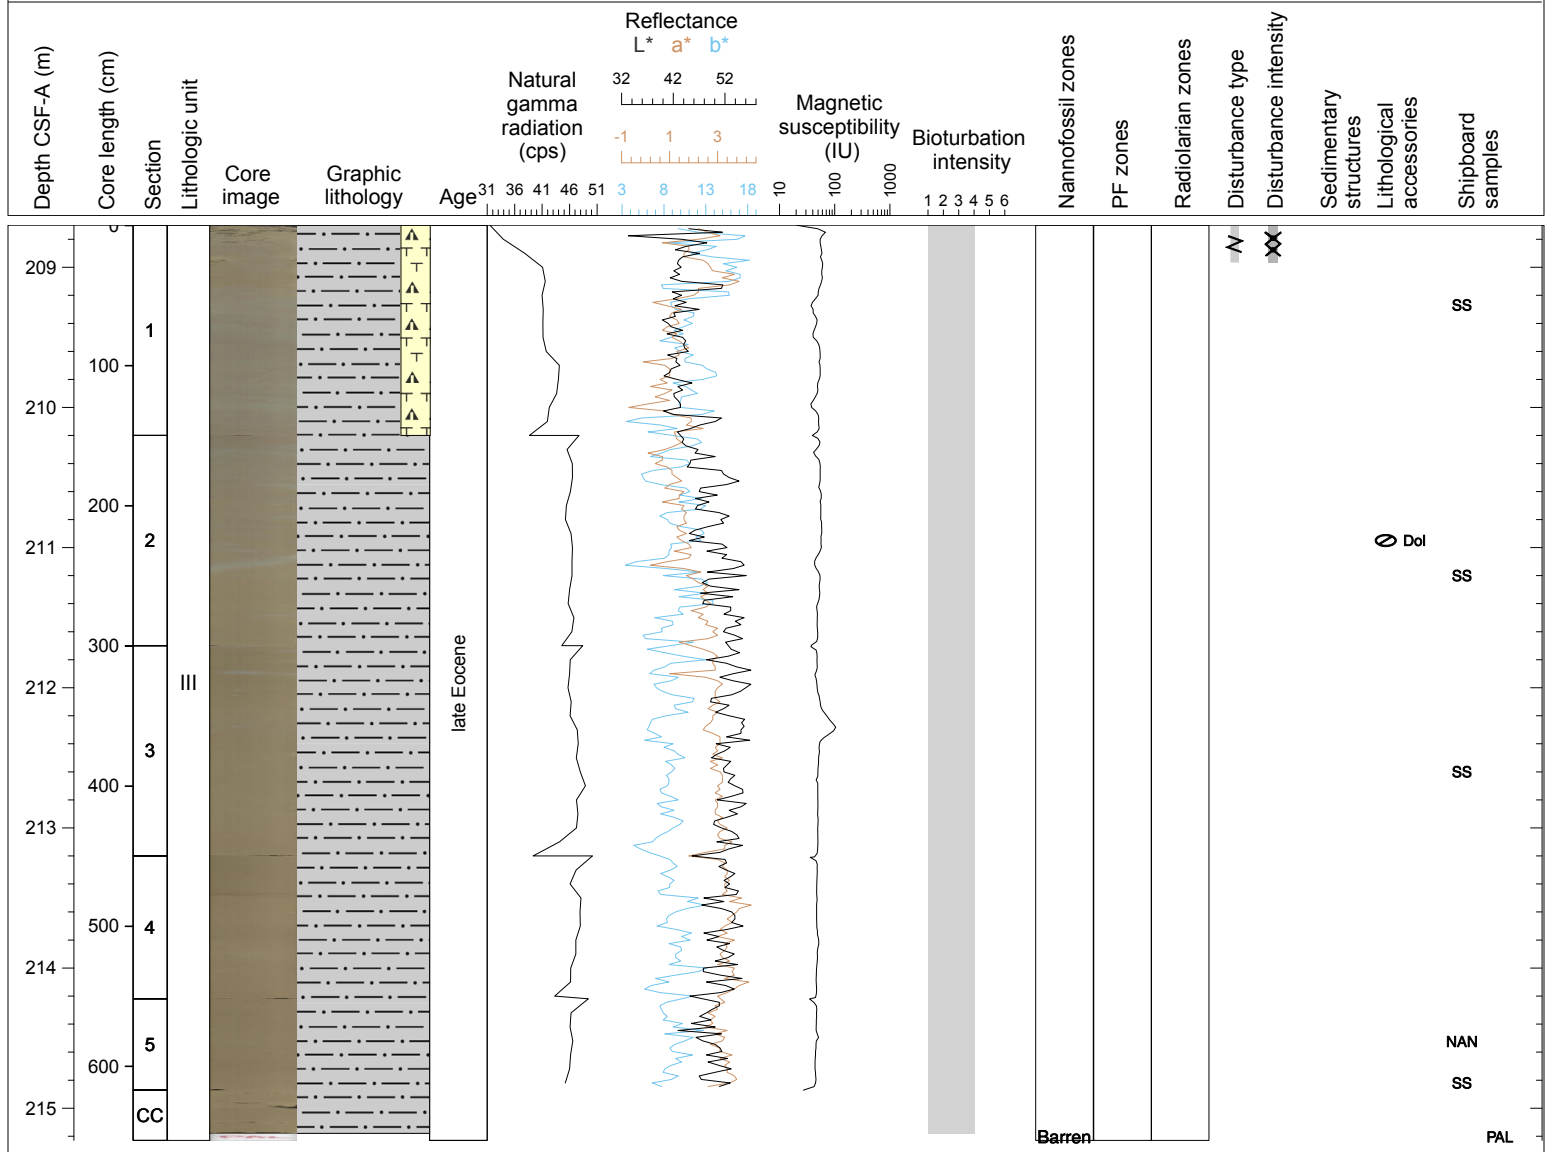 Depth CSF-A (m)
Core length (cm)
Section
Lithologic unit
Core
image
Graphic
lithology
Age
Natural
gamma
radiation
(cps)
31 36 41 46 51
Reflectance
L* a* b*
32 42 52
-1 1 3
3 8 13 18
Magnetic
susceptibility
(IU)
10 100 1000
Bioturbation
intensity
1 2 3 4 5 6
Nannofossil zones
PF zones
Radiolarian zones
Disturbance type
Disturbance intensity
Sedimentary
structures
Lithological
accessories
Shipboard
samples
0
209
SS
1
100
210
200
211
2
Dol
SS
300
212
III
late Eocene
3
SS
400
213
4
500
214
5
NAN
600
SS
215
CC
Barren
PAL